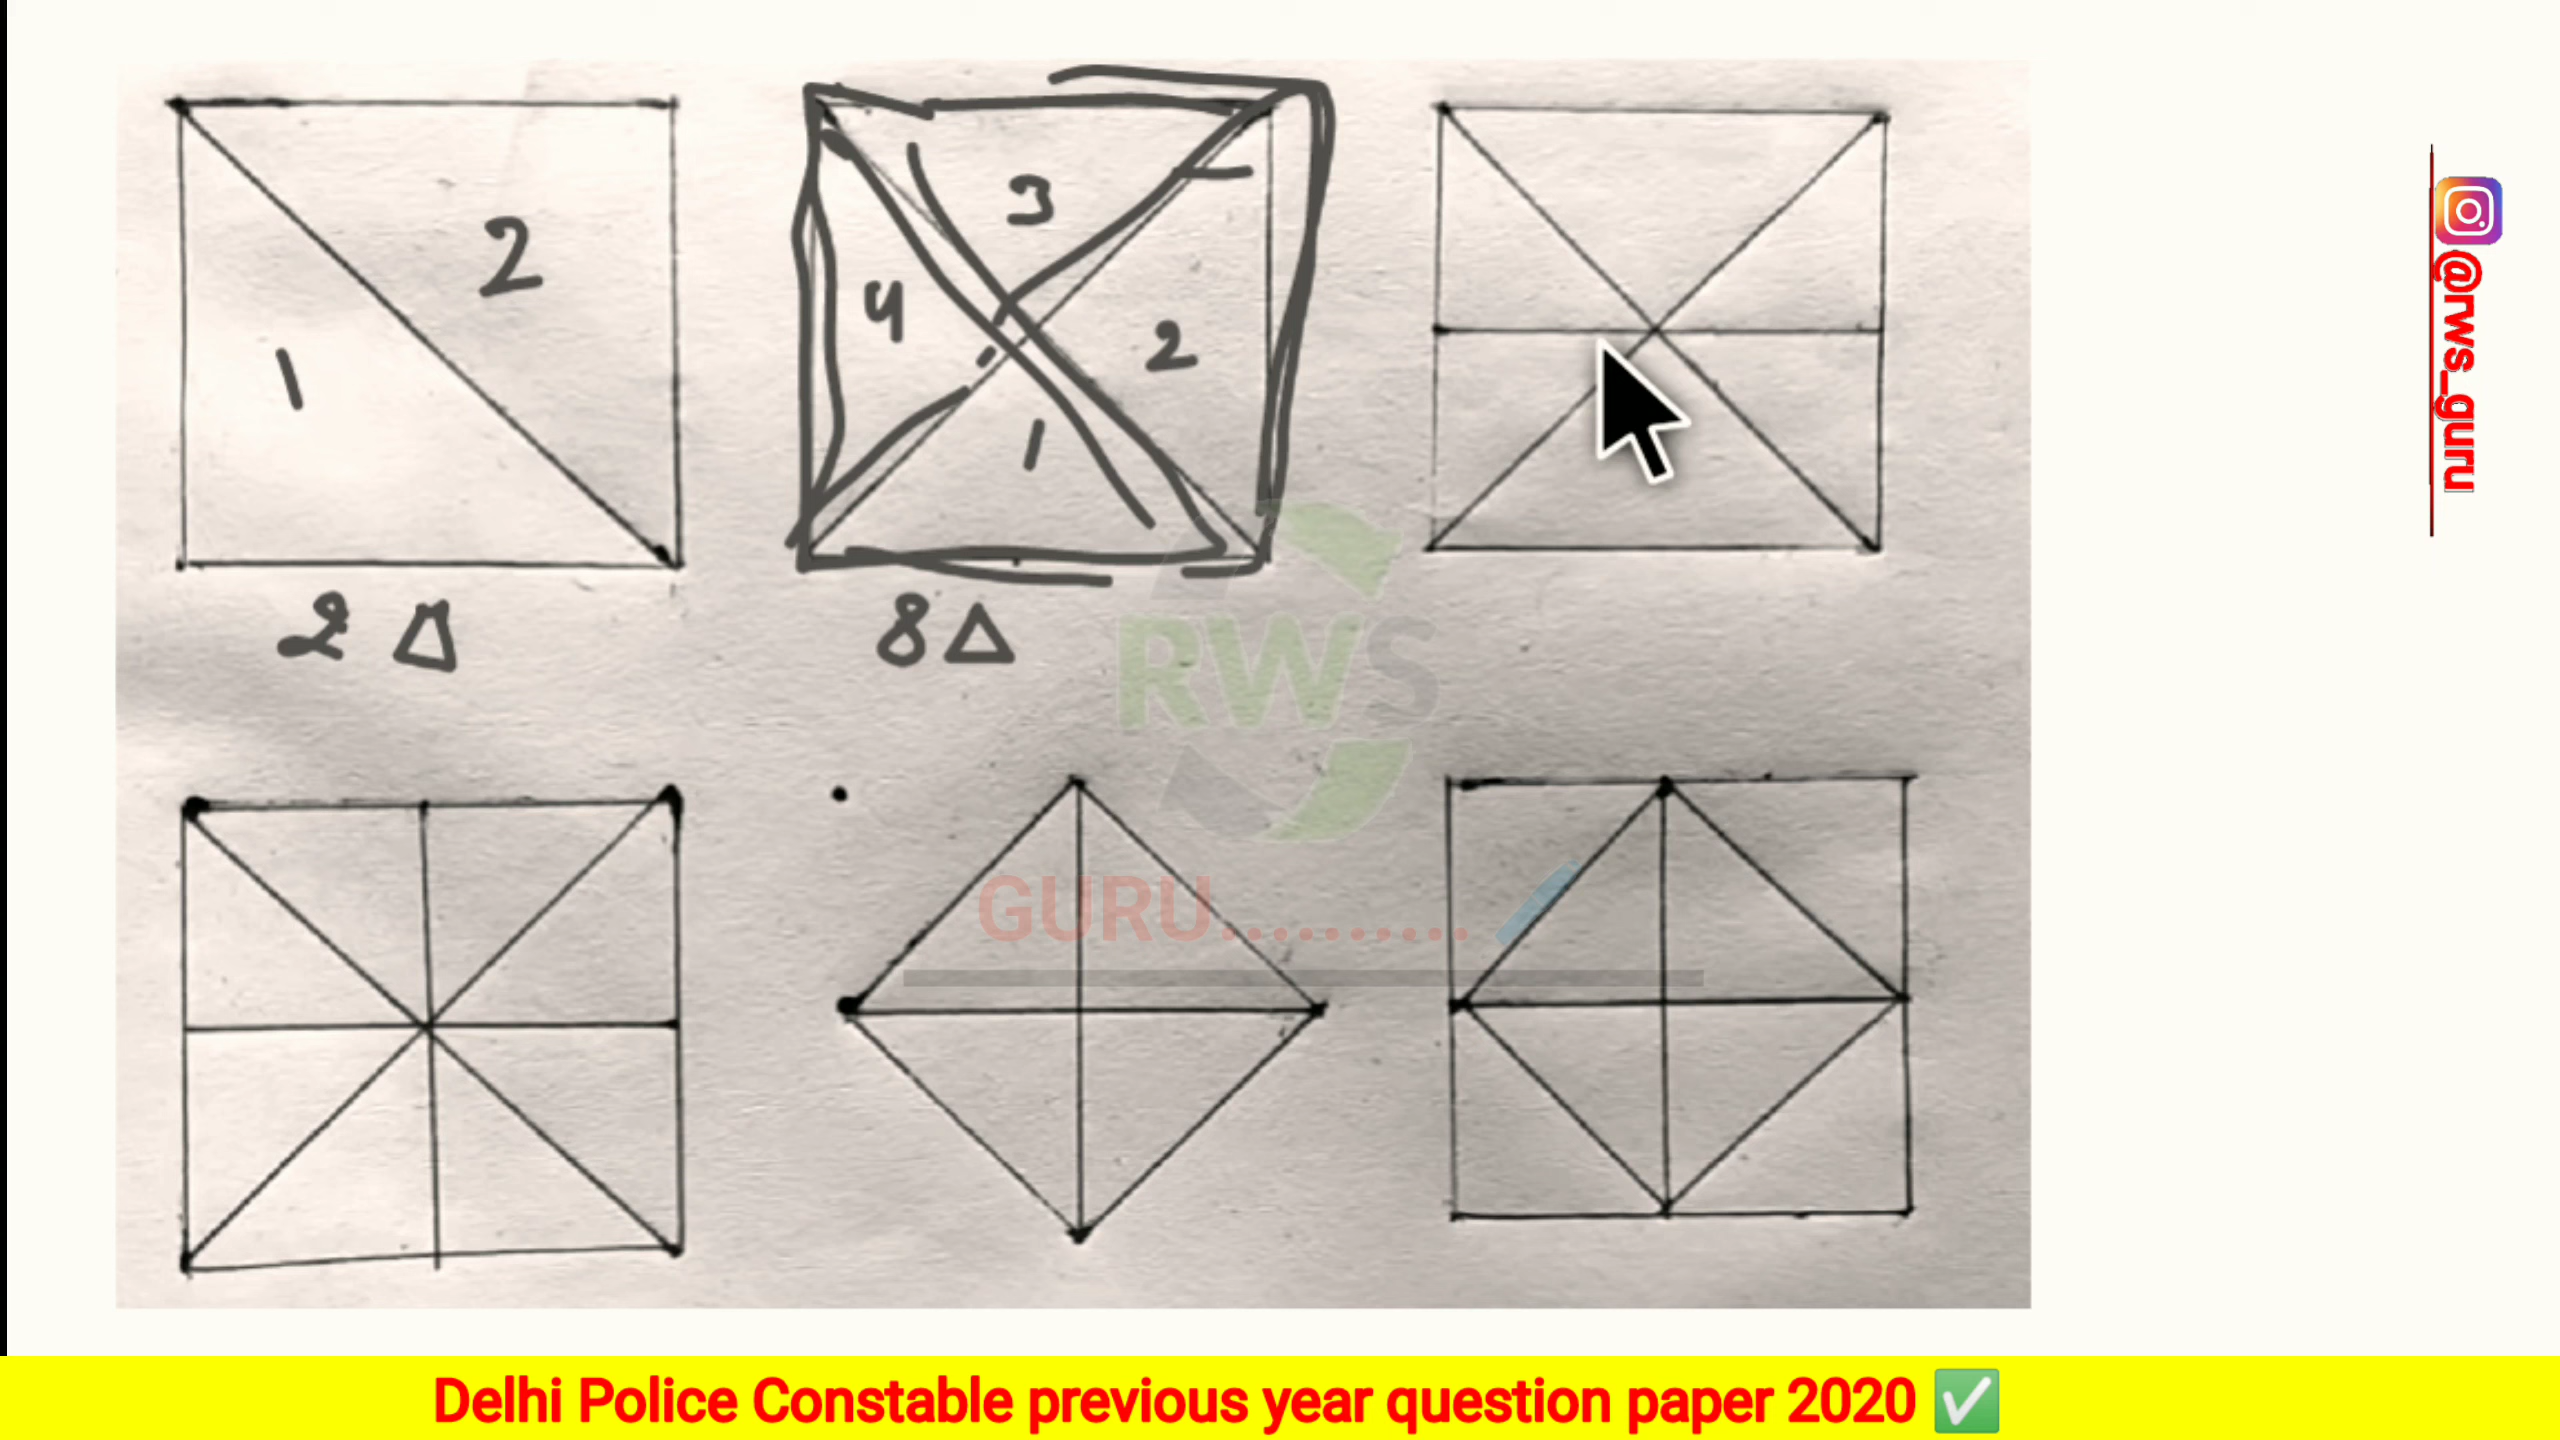 2
1
2 Δ
3
4
2
1
8 Δ
RWS
GURU..........
@rws_guru
Delhi Police Constable previous year question paper 2020 ✅